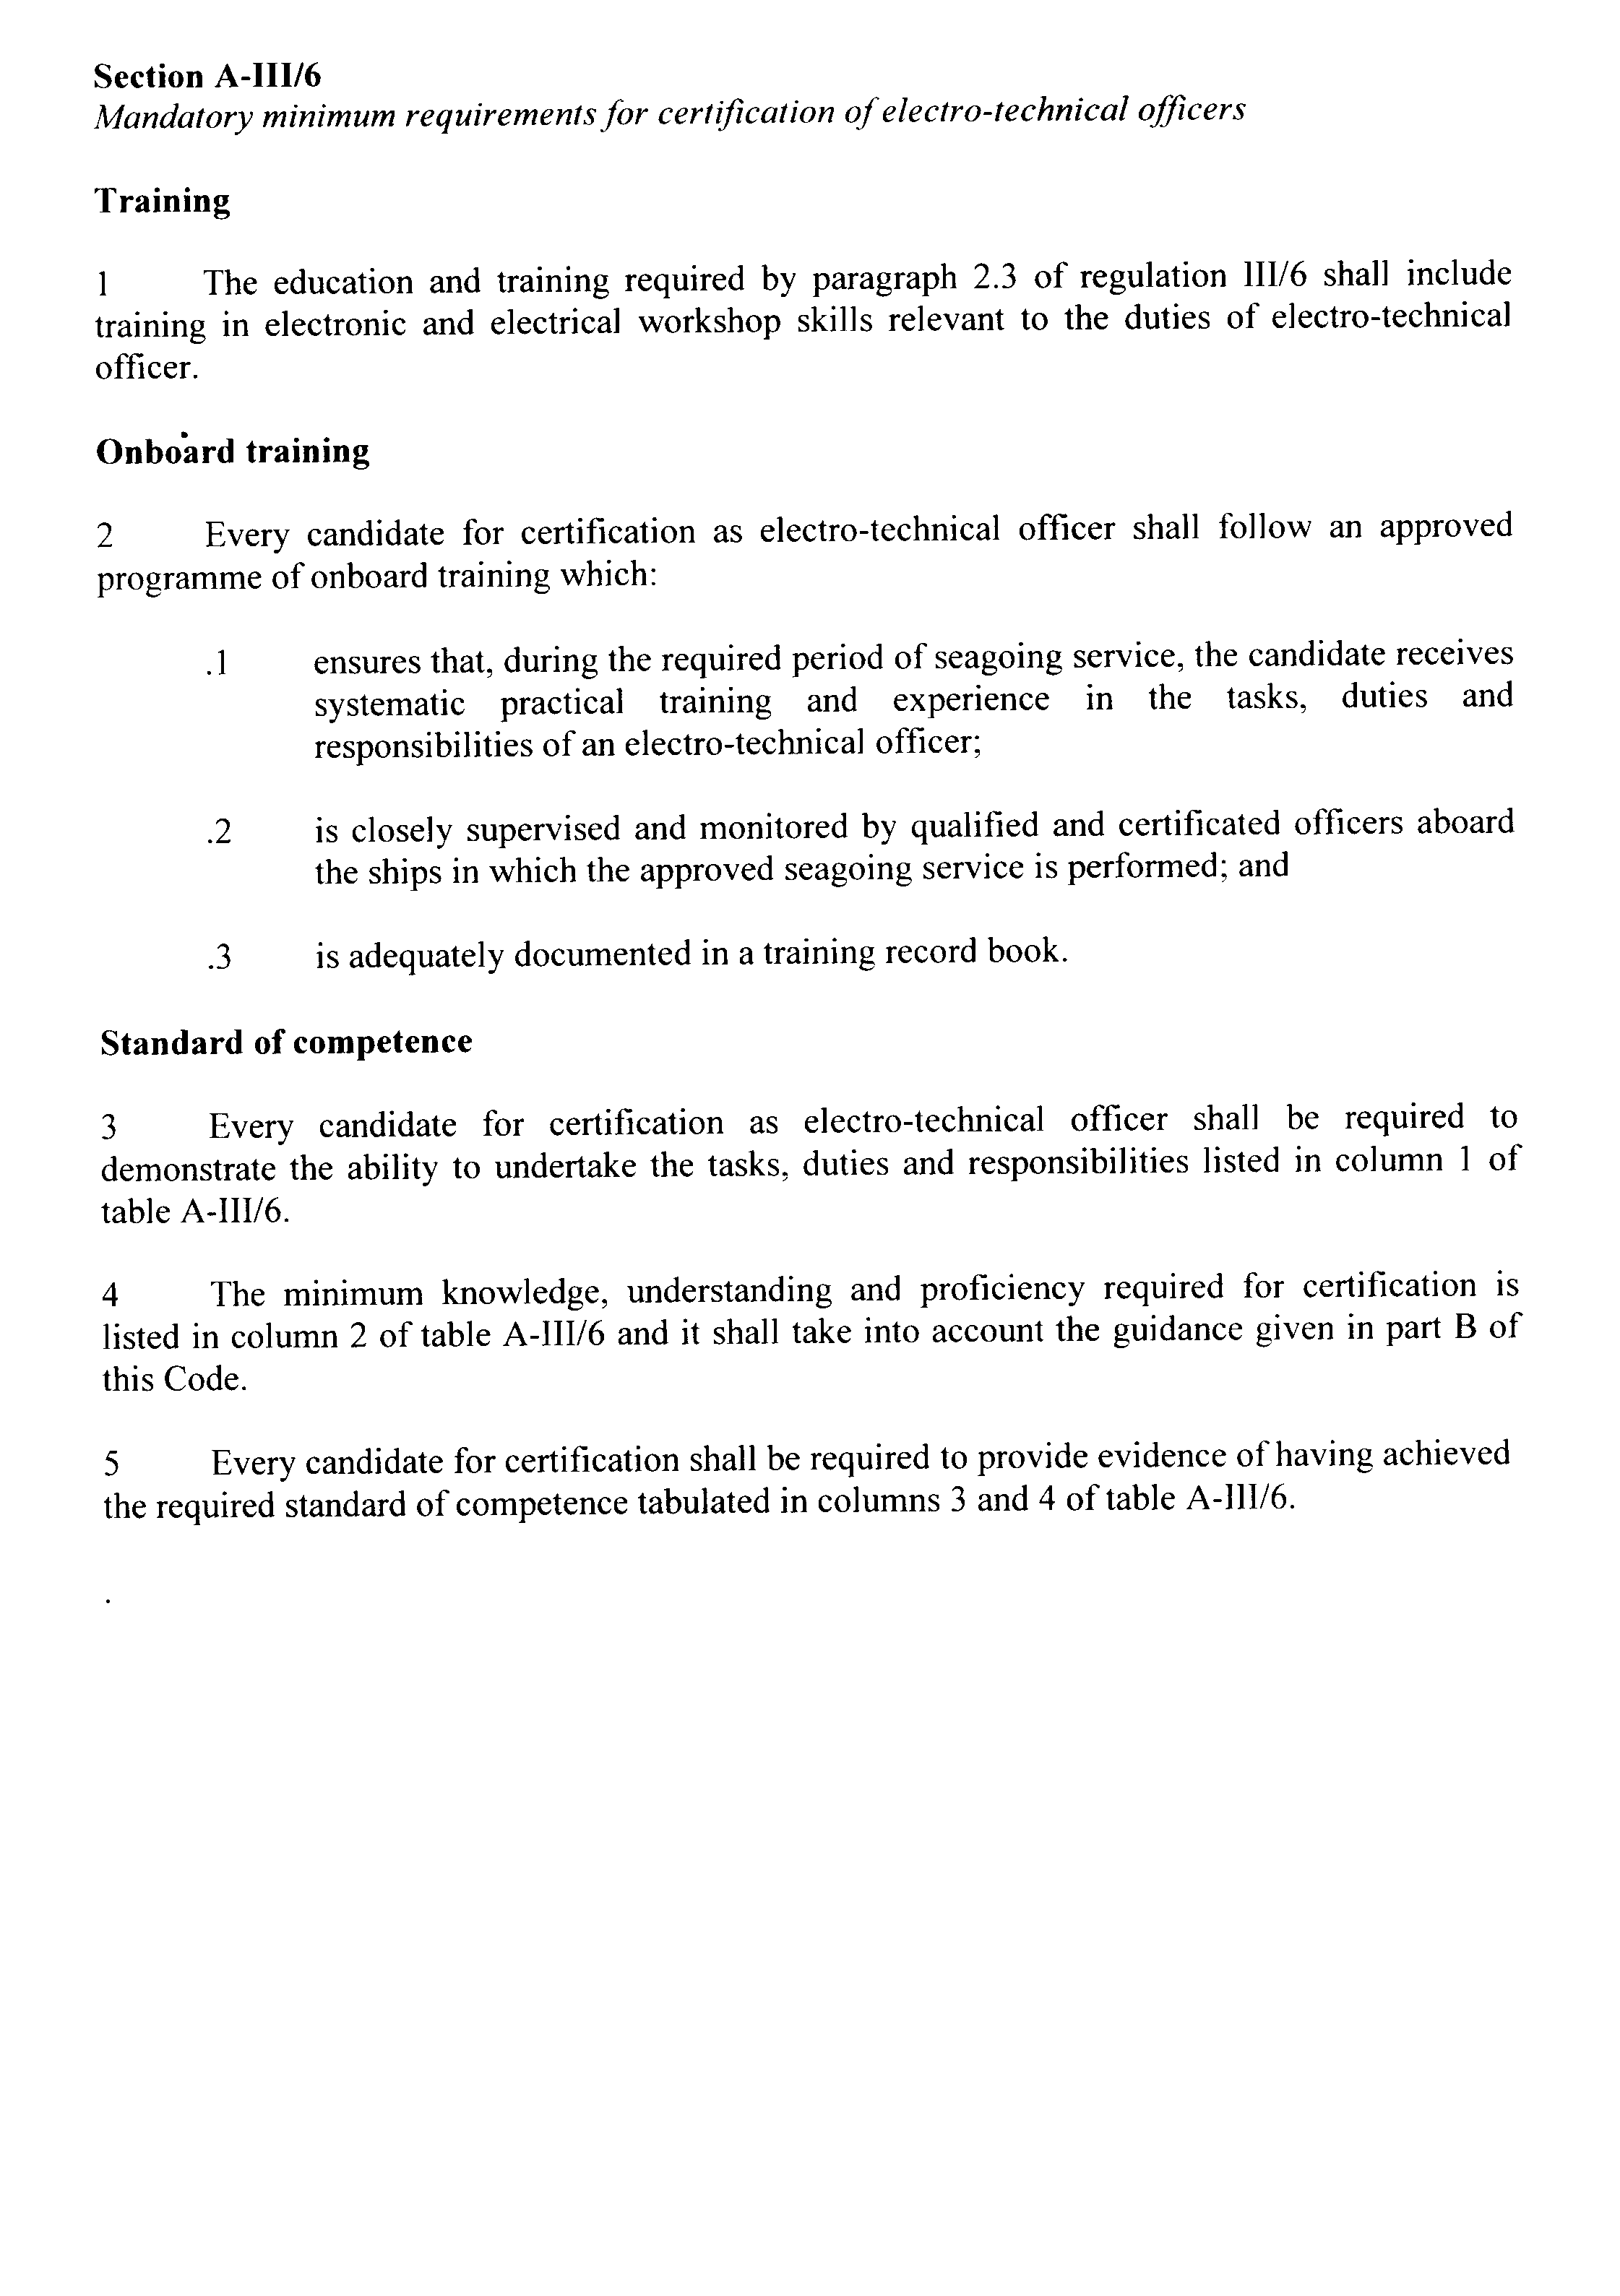 Section A-III/6
Mandatory minimum requirements for certification of electro-technical officers
Training
1 The education and training required by paragraph 2.3 of regulation III/6 shall include
training in electronic and electrical workshop skills relevant to the duties of electro-technical
officer.
Onboard training
2 Every candidate for certification as electro-technical officer shall follow an approved
programme of onboard training which:
.1 ensures that, during the required period of seagoing service, the candidate receives
systematic practical training and experience in the tasks, duties and
responsibilities of an electro-technical officer;
.2 is closely supervised and monitored by qualified and certificated officers aboard
the ships in which the approved seagoing service is performed; and
.3 is adequately documented in a training record book.
Standard of competence
3 Every candidate for certification as electro-technical officer shall be required to
demonstrate the ability to undertake the tasks, duties and responsibilities listed in column 1 of
table A-III/6.
4 The minimum knowledge, understanding and proficiency required for certification is
listed in column 2 of table A-III/6 and it shall take into account the guidance given in part B of
this Code.
5 Every candidate for certification shall be required to provide evidence of having achieved
the required standard of competence tabulated in columns 3 and 4 of table A-III/6.